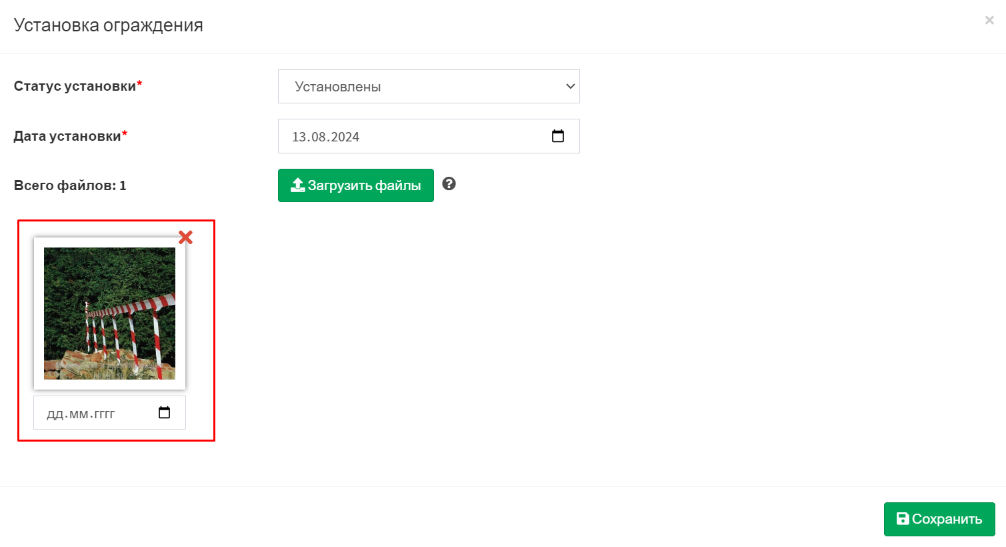 Установка ограждения
×
Статус установки*
Установлены
Дата установки*
13.08.2024
Всего файлов: 1
Загрузить файлы
?
дд.мм.гггг
Сохранить